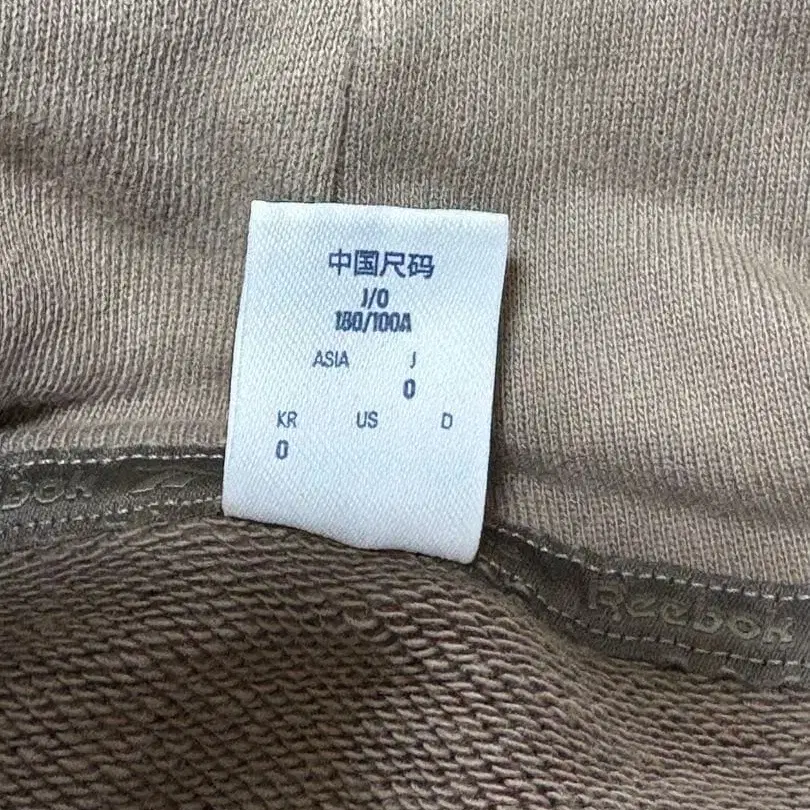 中国尺码
J/O
180/100A
ASIA J
O
KR US D
O
Reebok